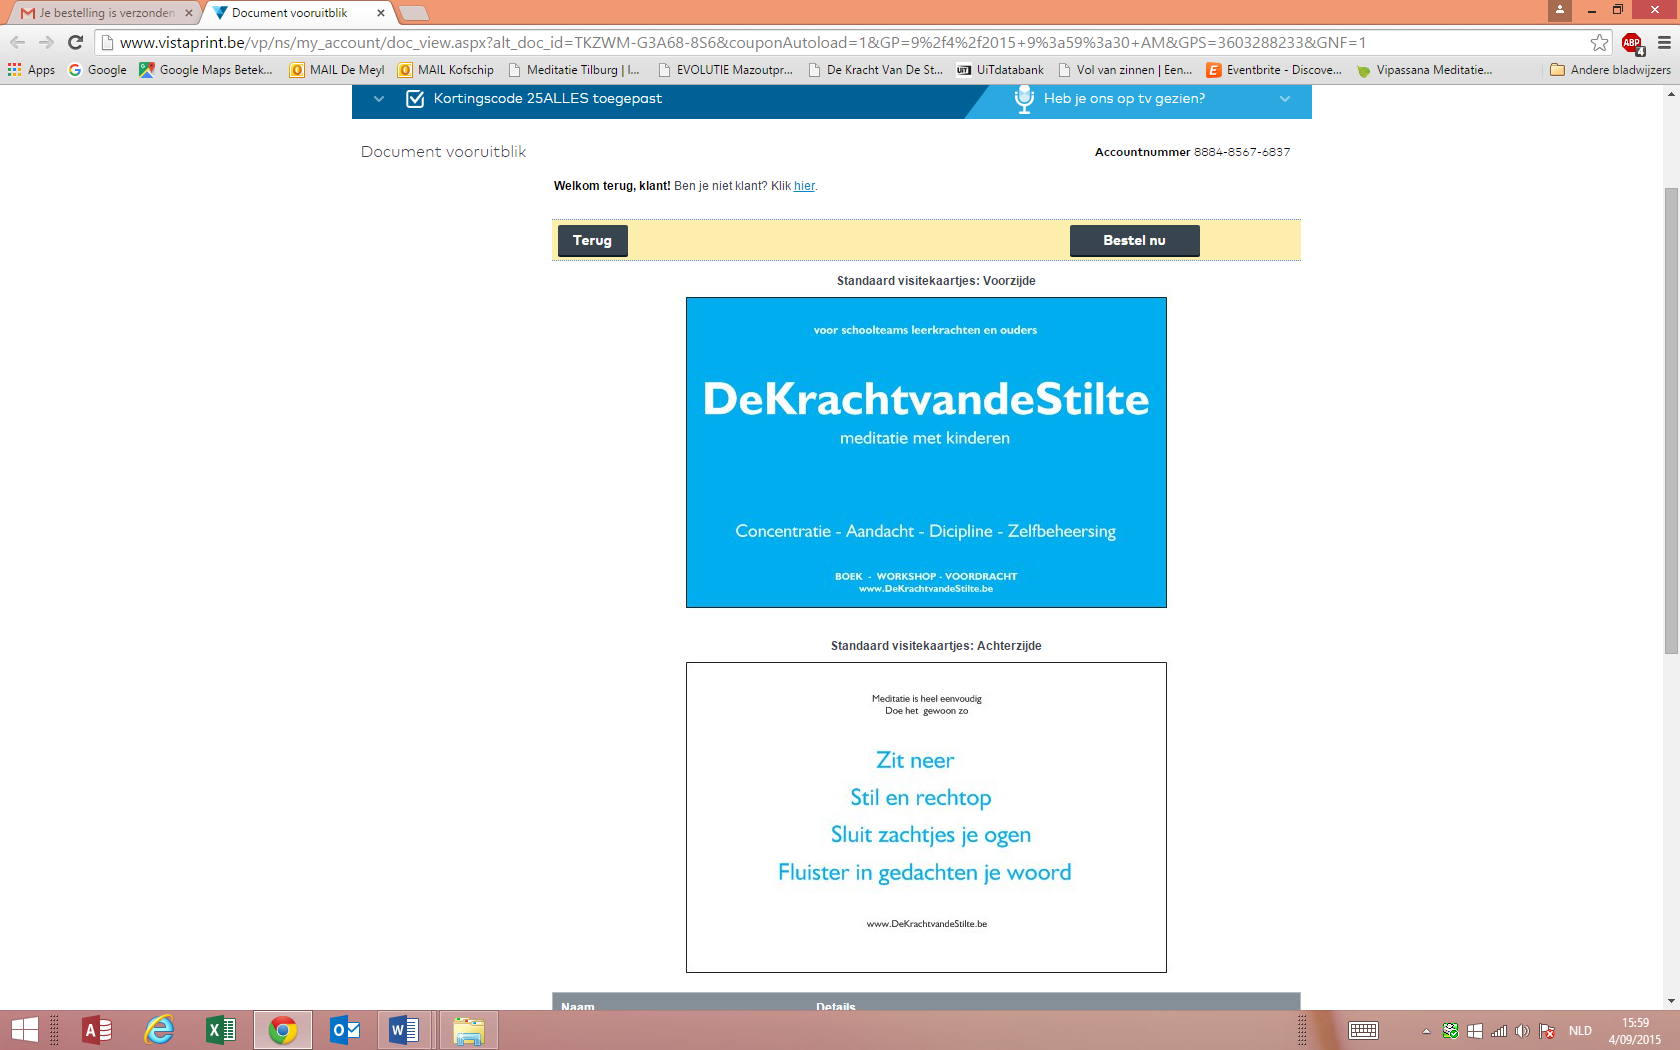 Je bestelling is verzonden
Document vooruitblik
www.vistaprint.be/vp/ns/my_account/doc_view.aspx?alt_doc_id=TKZWM-G3A68-8S6&couponAutoload=1&GP=9%2f4%2f2015+9%3a59%3a30+AM&GPS=3603288233&GNF=1
ABP 4
Apps Google Google Maps Betek... MAIL De Meyl MAIL Kofschip Meditatie Tilburg | I... EVOLUTIE Mazoutpr... De Kracht Van De St... UiT UiTdatabank Vol van zinnen | Een... Eventbrite - Discove... Vipassana Meditatie... Andere bladwijzers
Kortingscode 25ALLES toegepast Heb je ons op tv gezien?
Document vooruitblik Accountnummer 8884-8567-6837
Welkom terug, klant! Ben je niet klant? Klik hier.
Terug Bestel nu
Standaard visitekaartjes: Voorzijde
voor schoolteams leerkrachten en ouders
DeKrachtvandeStilte
meditatie met kinderen
Concentratie - Aandacht - Dicipline - Zelfbeheersing
BOEK - WORKSHOP - VOORDRACHT
www.DeKrachtvandeStilte.be
Standaard visitekaartjes: Achterzijde
Meditatie is heel eenvoudig
Doe het gewoon zo
Zit neer
Stil en rechtop
Sluit zachtjes je ogen
Fluister in gedachten je woord
www.DeKrachtvandeStilte.be
Naam Details
NLD
15:59
4/09/2015